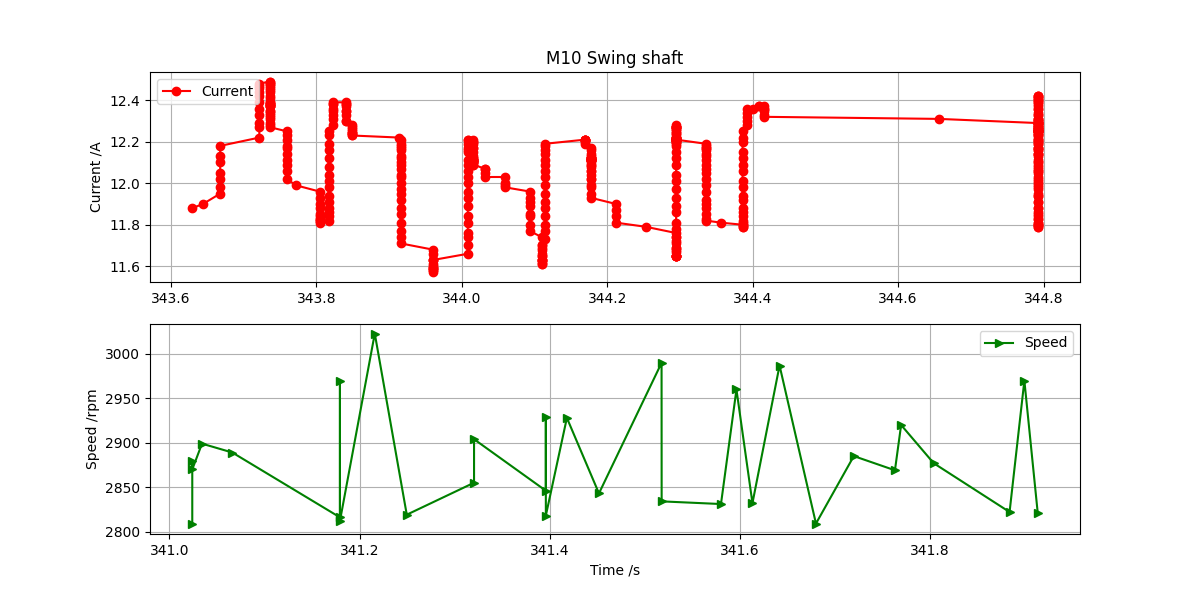 M10 Swing shaft
Current /A
12.4
12.2
12.0
11.8
11.6
Current
343.6 343.8 344.0 344.2 344.4 344.6 344.8
Speed /rpm
3000
2950
2900
2850
2800
Speed
341.0 341.2 341.4 341.6 341.8
Time /s